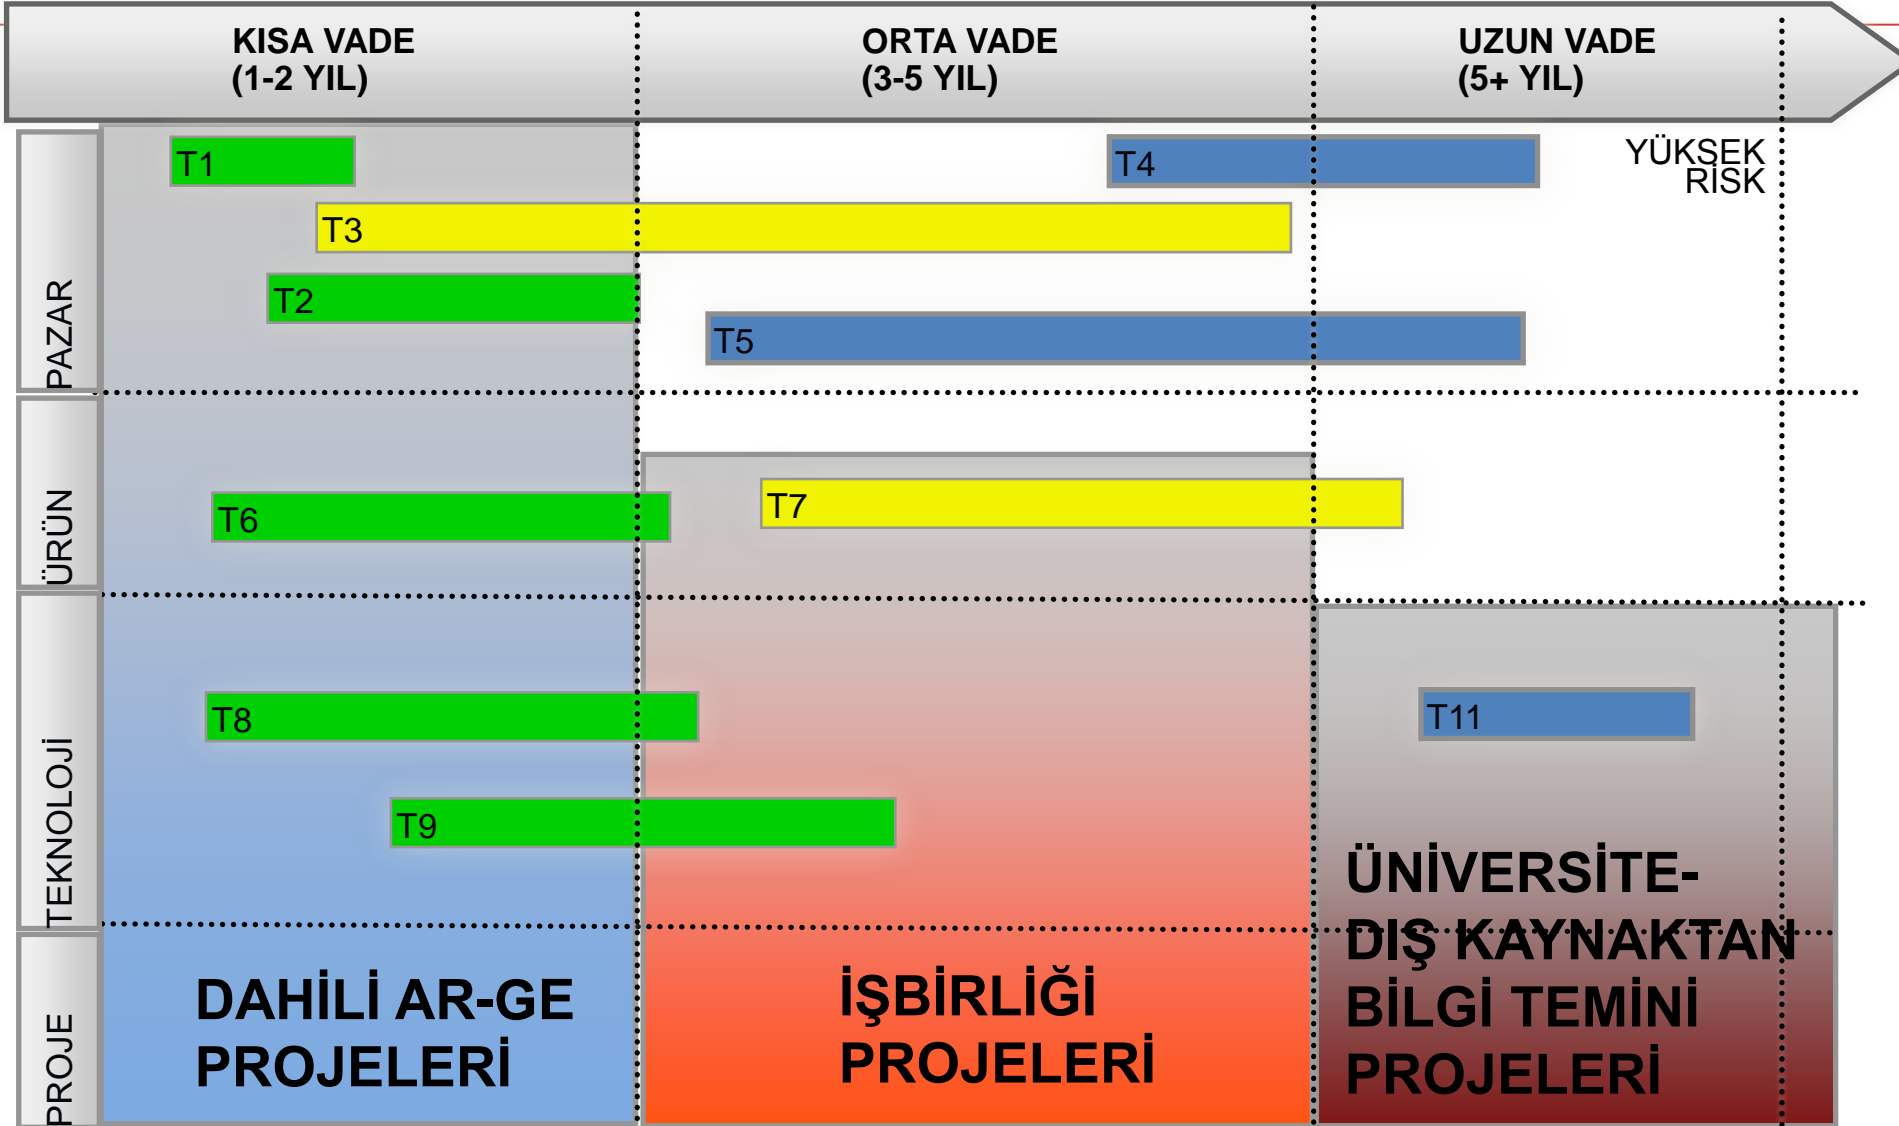 KISA VADE
(1-2 YIL)
ORTA VADE
(3-5 YIL)
UZUN VADE
(5+ YIL)
PAZAR
T1
T4
YÜKSEK
RİSK
T3
T2
T5
ÜRÜN
T6
T7
TEKNOLOJİ
T8
T11
T9
PROJE
DAHİLİ AR-GE
PROJELERİ
İŞBİRLİĞİ
PROJELERİ
ÜNİVERSİTE-
DIŞ KAYNAKTAN
BİLGİ TEMİNİ
PROJELERİ